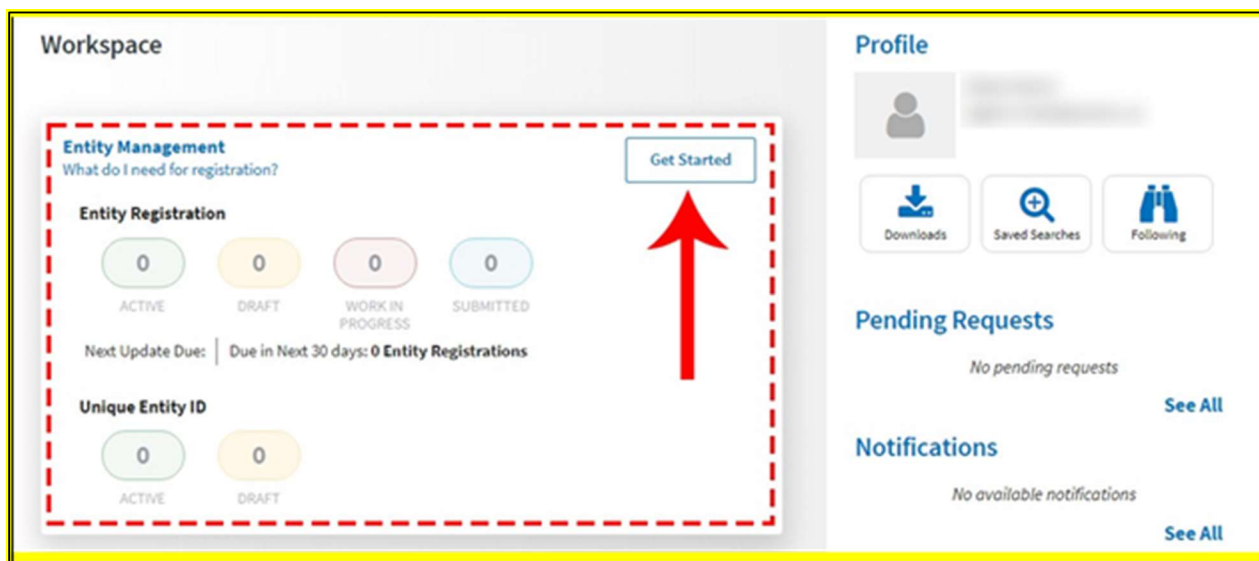 Workspace
Entity Management
What do I need for registration?
Get Started
Entity Registration
0 0 0 0
ACTIVE DRAFT WORK IN PROGRESS SUBMITTED
Next Update Due: Due in Next 30 days: 0 Entity Registrations
Unique Entity ID
0 0
ACTIVE DRAFT
Profile
Downloads Saved Searches Following
Pending Requests
No pending requests
See All
Notifications
No available notifications
See All